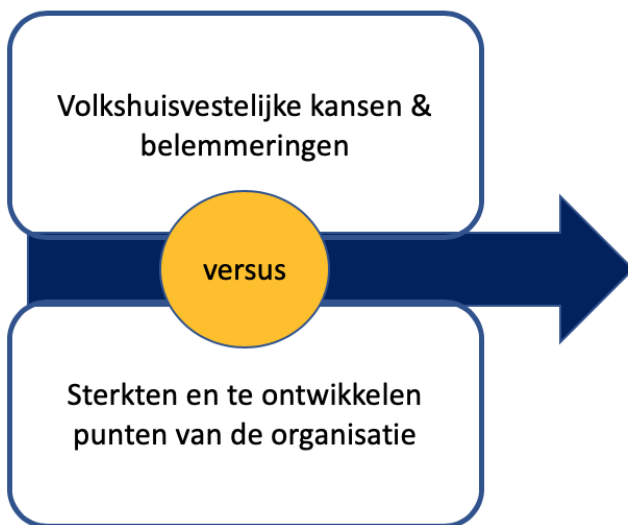 Volkshuisvestelijke kansen &
belemmeringen
versus
Sterkten en te ontwikkelen
punten van de organisatie